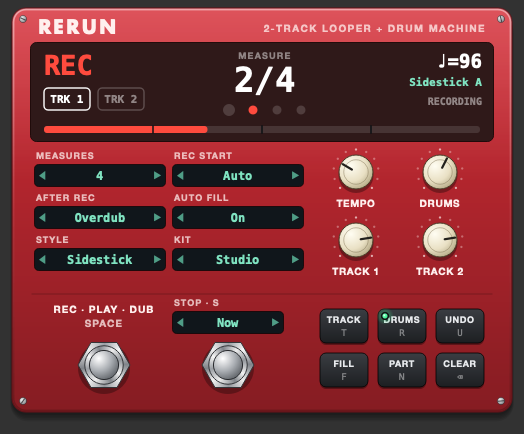 RERUN
2-TRACK LOOPER + DRUM MACHINE
REC
MEASURE
2/4
♩=96
Sidestick A
RECORDING
TRK 1
TRK 2
MEASURES
4
REC START
Auto
AFTER REC
Overdub
AUTO FILL
On
STYLE
Sidestick
KIT
Studio
TEMPO
DRUMS
TRACK 1
TRACK 2
REC · PLAY · DUB
SPACE
STOP · S
Now
TRACK
T
DRUMS
R
UNDO
U
FILL
F
PART
N
CLEAR
⌫